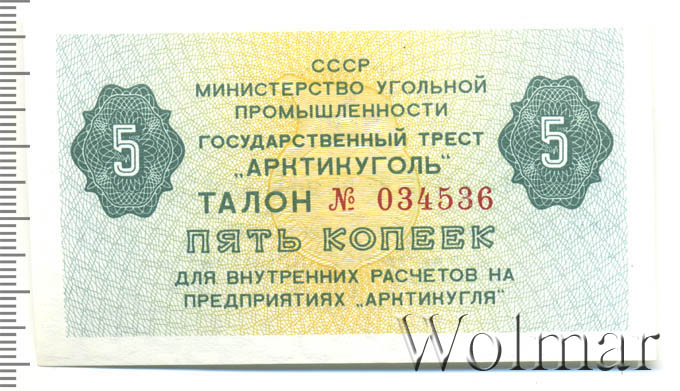 СССР
МИНИСТЕРСТВО УГОЛЬНОЙ
ПРОМЫШЛЕННОСТИ
ГОСУДАРСТВЕННЫЙ ТРЕСТ
„АРКТИКУГОЛЬ"
5
5
ТАЛОН № 034536
ПЯТЬ КОПЕЕК
ДЛЯ ВНУТРЕННИХ РАСЧЕТОВ НА
ПРЕДПРИЯТИЯХ „АРКТИКУГЛЯ"
Wolmar